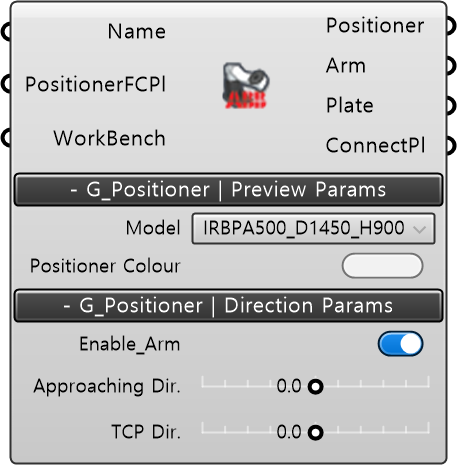 Name
PositionerFCPl
WorkBench
ABB
Positioner
Arm
Plate
ConnectPl
- G_Positioner | Preview Params
Model IRBPA500_D1450_H900
Positioner Colour
- G_Positioner | Direction Params
Enable_Arm
Approaching Dir. 0.0
TCP Dir. 0.0